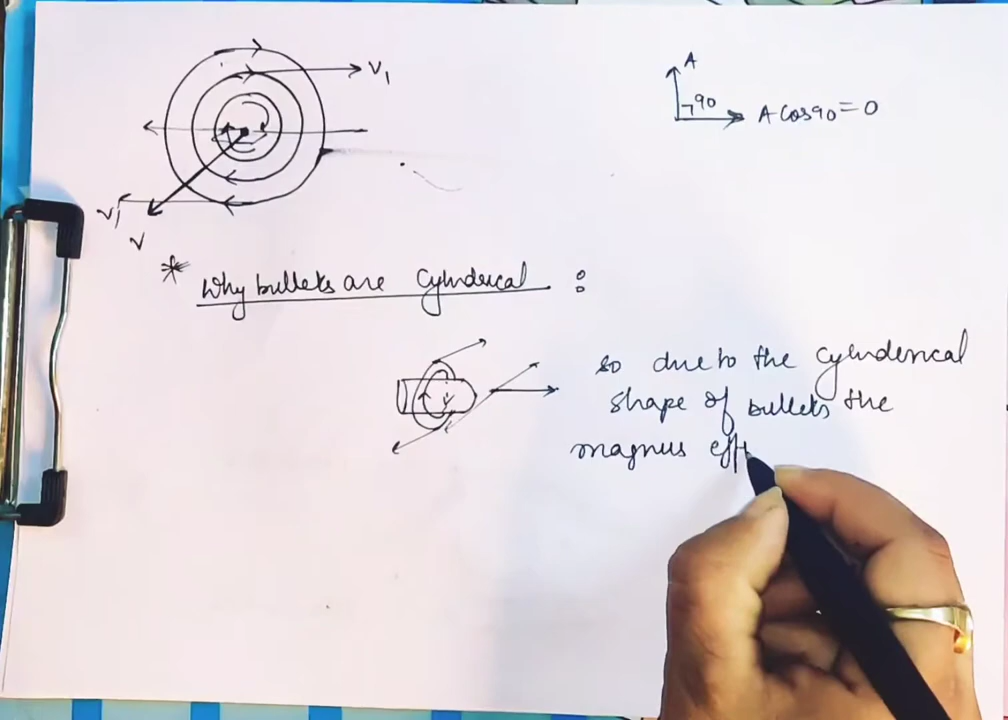 V1
A
90
A Cos90 = 0
V1
V
* Why bullets are Cylinderical :
so due to the cylinderical
shape of bullets the
magnus eff